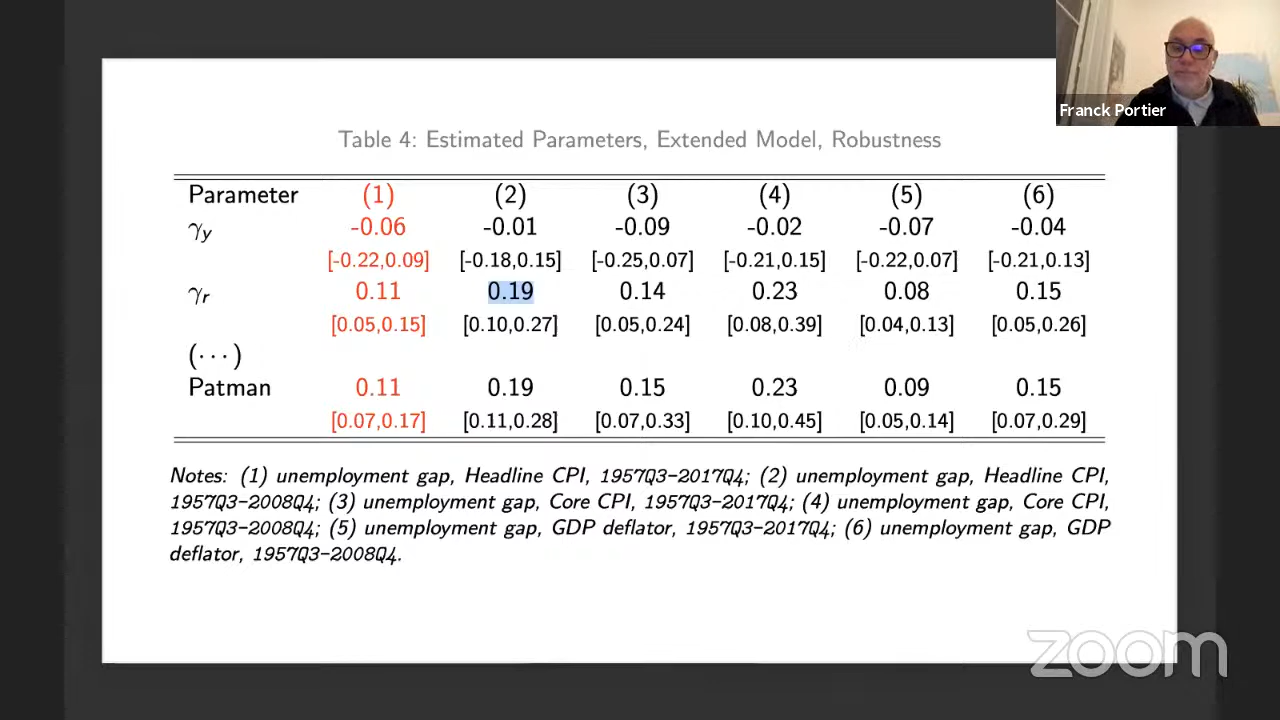 Franck Portier
Table 4: Estimated Parameters, Extended Model, Robustness
Parameter (1) (2) (3) (4) (5) (6)
γy -0.06 -0.01 -0.09 -0.02 -0.07 -0.04
[-0.22,0.09] [-0.18,0.15] [-0.25,0.07] [-0.21,0.15] [-0.22,0.07] [-0.21,0.13]
γr 0.11 0.19 0.14 0.23 0.08 0.15
[0.05,0.15] [0.10,0.27] [0.05,0.24] [0.08,0.39] [0.04,0.13] [0.05,0.26]
(···)
Patman 0.11 0.19 0.15 0.23 0.09 0.15
[0.07,0.17] [0.11,0.28] [0.07,0.33] [0.10,0.45] [0.05,0.14] [0.07,0.29]
Notes: (1) unemployment gap, Headline CPI, 1957Q3-2017Q4; (2) unemployment gap, Headline CPI,
1957Q3-2008Q4; (3) unemployment gap, Core CPI, 1957Q3-2017Q4; (4) unemployment gap, Core CPI,
1957Q3-2008Q4; (5) unemployment gap, GDP deflator, 1957Q3-2017Q4; (6) unemployment gap, GDP
deflator, 1957Q3-2008Q4.
zoom